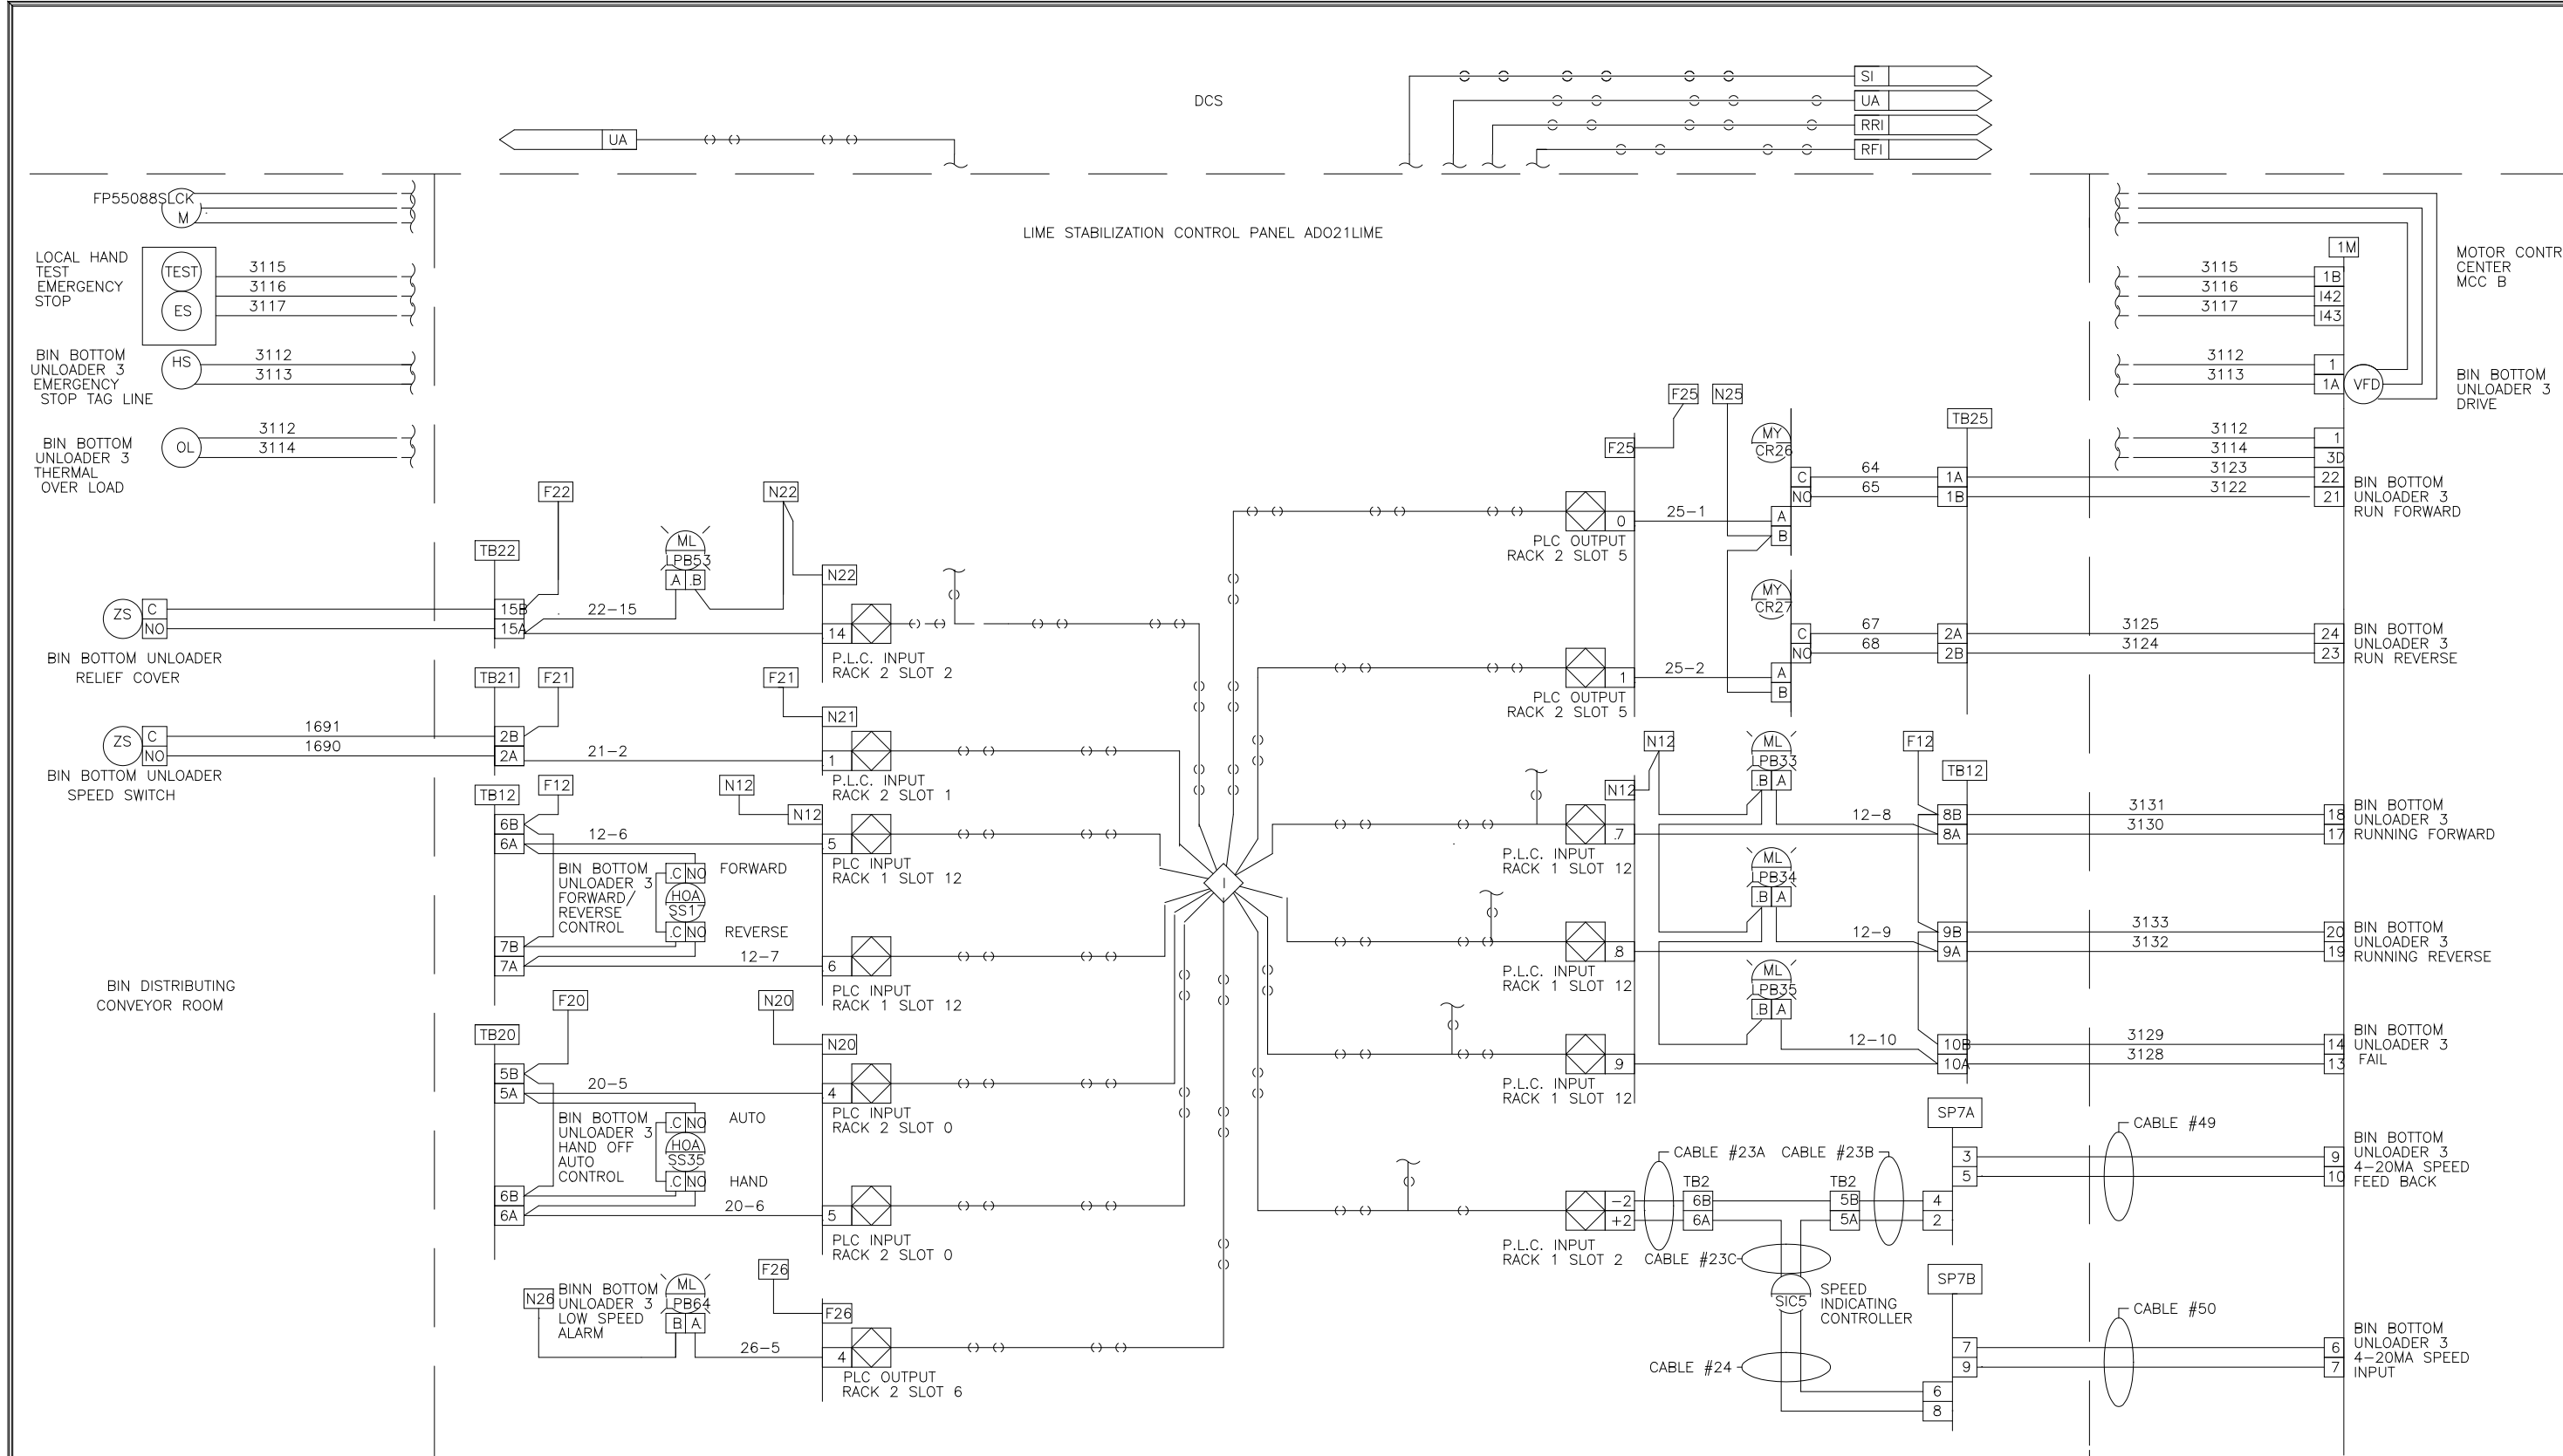 DCS
SI
UA
RRI
RFI
UA
LIME STABILIZATION CONTROL PANEL ADO21LIME
FP55088SLCK
M
LOCAL HAND
TEST
EMERGENCY
STOP
TEST
ES
3115
3116
3117
BIN BOTTOM
UNLOADER 3
EMERGENCY
STOP TAG LINE
HS
3112
3113
BIN BOTTOM
UNLOADER 3
THERMAL
OVER LOAD
OL
3112
3114
ZS
C
NO
BIN BOTTOM UNLOADER
RELIEF COVER
ZS
C
NO
1691
1690
BIN BOTTOM UNLOADER
SPEED SWITCH
BIN DISTRIBUTING
CONVEYOR ROOM
F22
N22
TB22
15B
15A
22-15
ML
LPB53
.A .B
N22
14
P.L.C. INPUT
RACK 2 SLOT 2
TB21
F21
F21
2B
2A
21-2
N21
1
P.L.C. INPUT
RACK 2 SLOT 1
TB12
F12
N12
N12
6B
6A
12-6
5
PLC INPUT
RACK 1 SLOT 12
BIN BOTTOM
UNLOADER 3
FORWARD/
REVERSE
CONTROL
.C NO FORWARD
HOA
SS17
.C NO REVERSE
7B
7A
12-7
6
PLC INPUT
RACK 1 SLOT 12
F20
N20
TB20
N20
5B
5A
20-5
4
PLC INPUT
RACK 2 SLOT 0
BIN BOTTOM
UNLOADER 3
HAND OFF
AUTO
CONTROL
.C NO AUTO
HOA
SS35
.C NO HAND
6B
6A
20-6
5
PLC INPUT
RACK 2 SLOT 0
N26
BINN BOTTOM
UNLOADER 3
LOW SPEED
ALARM
ML
LPB64
B A
26-5
F26
F26
4
PLC OUTPUT
RACK 2 SLOT 6
I
F25
N25
F25
0
PLC OUTPUT
RACK 2 SLOT 5
25-1
MY
CR26
C
NO
A
B
64
65
TB25
1A
1B
1
PLC OUTPUT
RACK 2 SLOT 5
25-2
MY
CR27
C
NO
A
B
67
68
2A
2B
N12
N12
.7
P.L.C. INPUT
RACK 1 SLOT 12
ML
LPB33
.B A
12-8
F12
TB12
8B
8A
.8
P.L.C. INPUT
RACK 1 SLOT 12
ML
LPB34
.B A
12-9
9B
9A
.9
P.L.C. INPUT
RACK 1 SLOT 12
ML
LPB35
.B A
12-10
10B
10A
-2
+2
P.L.C. INPUT
RACK 1 SLOT 2
CABLE #23A
CABLE #23B
TB2
6B
6A
TB2
5B
5A
CABLE #23C
SIC5
SPEED
INDICATING
CONTROLLER
CABLE #24
SP7A
3
5
4
2
SP7B
7
9
6
8
CABLE #49
CABLE #50
1M
MOTOR CONTR
CENTER
MCC B
3115
3116
3117
1B
I42
I43
3112
3113
1
1A
VFD
BIN BOTTOM
UNLOADER 3
DRIVE
3112
3114
3123
3122
1
3D
22
21
BIN BOTTOM
UNLOADER 3
RUN FORWARD
3125
3124
24
23
BIN BOTTOM
UNLOADER 3
RUN REVERSE
3131
3130
18
17
BIN BOTTOM
UNLOADER 3
RUNNING FORWARD
3133
3132
20
19
BIN BOTTOM
UNLOADER 3
RUNNING REVERSE
3129
3128
14
13
BIN BOTTOM
UNLOADER 3
FAIL
9
10
BIN BOTTOM
UNLOADER 3
4-20MA SPEED
FEED BACK
6
7
BIN BOTTOM
UNLOADER 3
4-20MA SPEED
INPUT